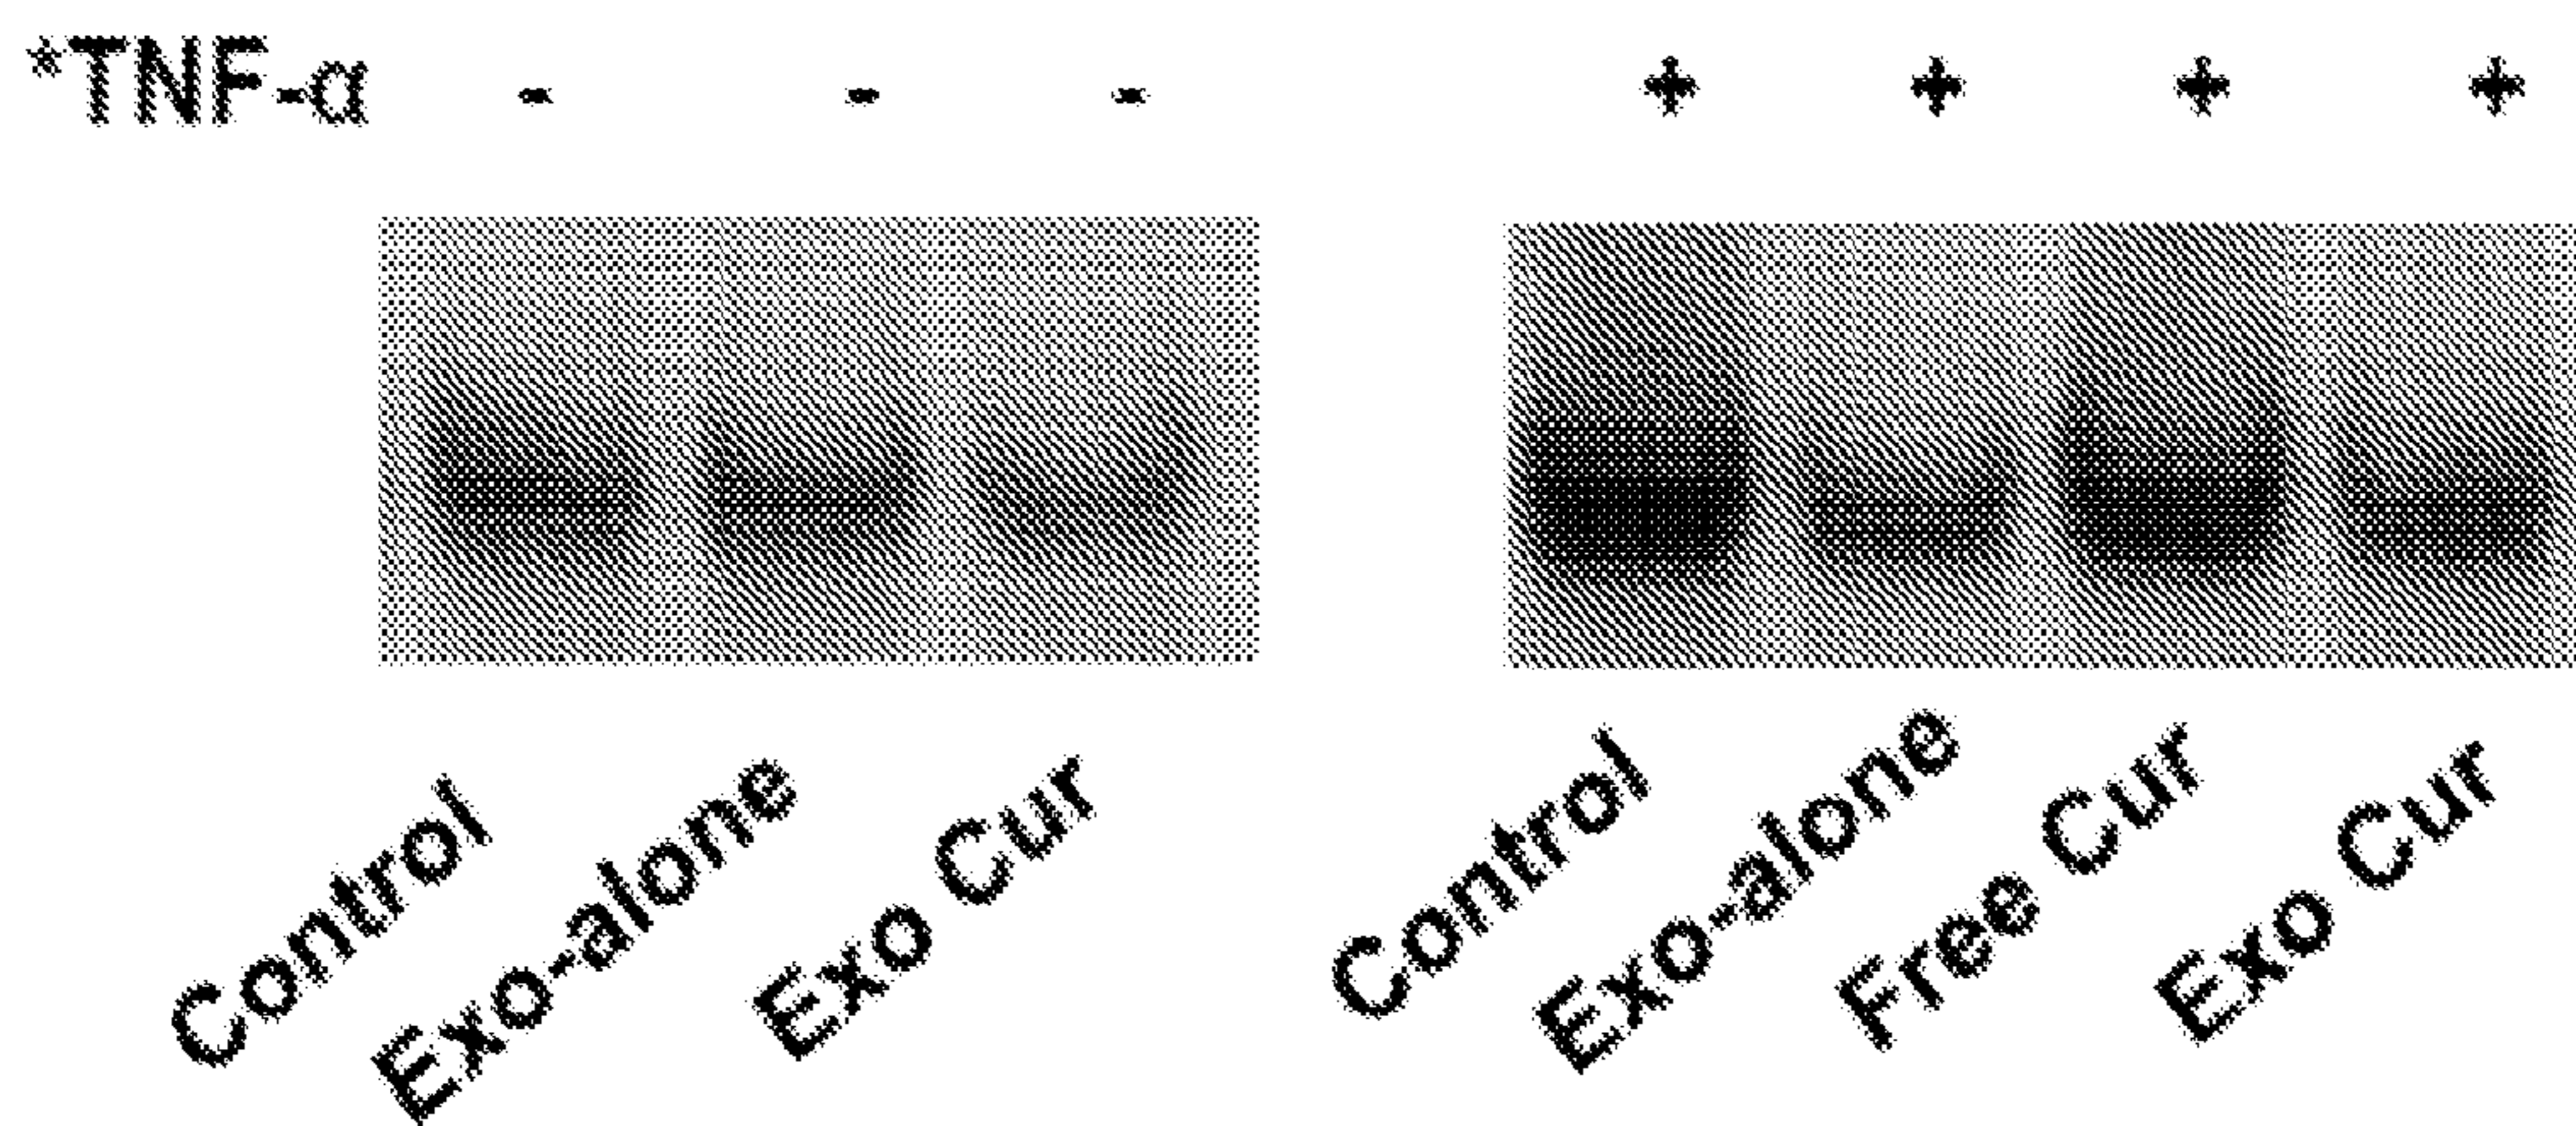 *TNF-α - - - + + + +
Control Exo-alone Exo Cur Control Exo-alone Free Cur Exo Cur